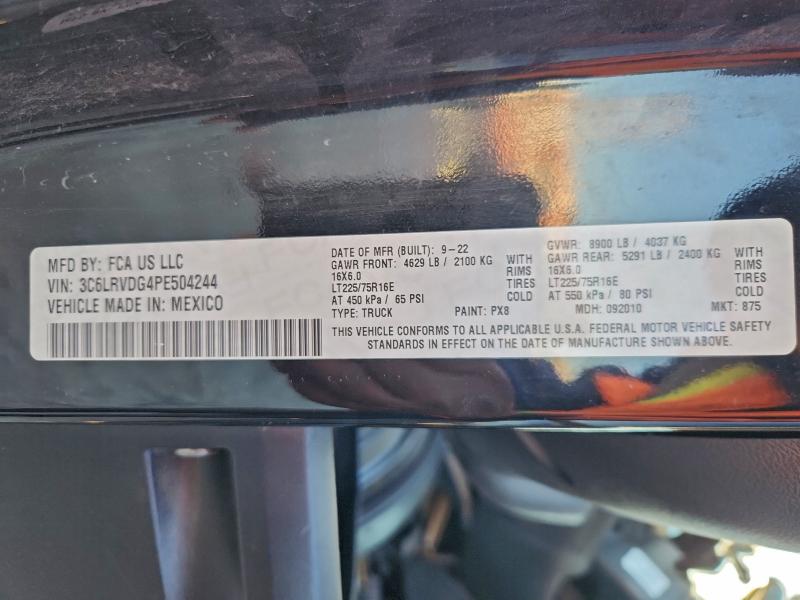 MFD BY: FCA US LLC
VIN: 3C6LRVDG4PE504244
VEHICLE MADE IN: MEXICO
DATE OF MFR (BUILT): 9-22
GAWR FRONT: 4629 LB / 2100 KG WITH
16X6.0 RIMS
LT225/75R16E TIRES
AT 450 kPa / 65 PSI COLD
TYPE: TRUCK PAINT: PX8
GVWR: 8900 LB / 4037 KG
GAWR REAR: 5291 LB / 2400 KG WITH
16X6.0 RIMS
LT225/75R16E TIRES
AT 550 kPa / 80 PSI COLD
MDH: 092010 MKT: 875
THIS VEHICLE CONFORMS TO ALL APPLICABLE U.S.A. FEDERAL MOTOR VEHICLE SAFETY
STANDARDS IN EFFECT ON THE DATE OF MANUFACTURE SHOWN ABOVE.